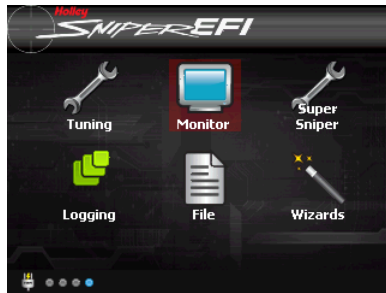 Holley
SNIPER EFI
Tuning
Monitor
Super
Sniper
Logging
File
Wizards